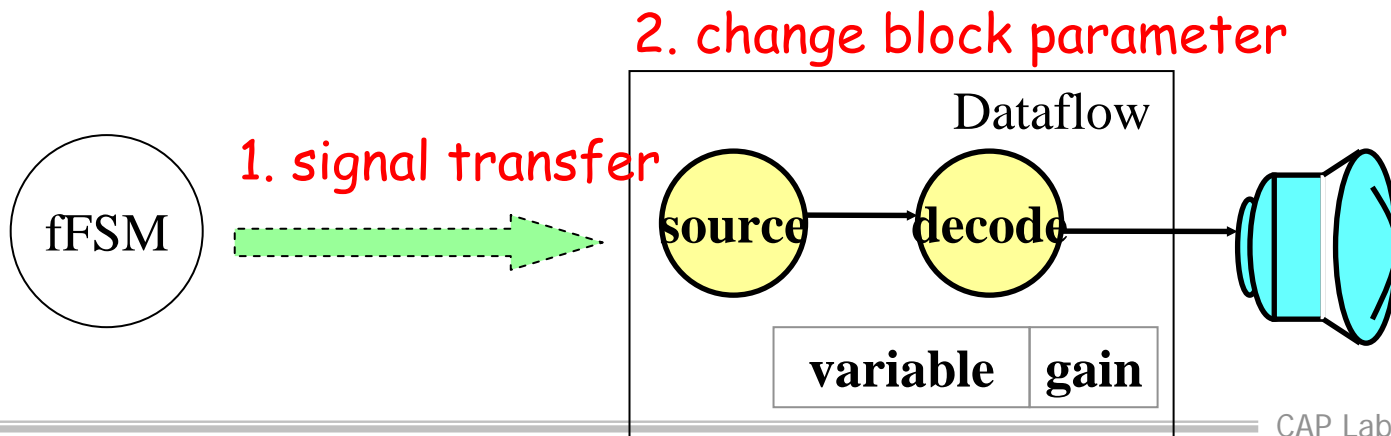 2. change block parameter
Dataflow
1. signal transfer
fFSM
source
decode
variable gain
CAP Lab